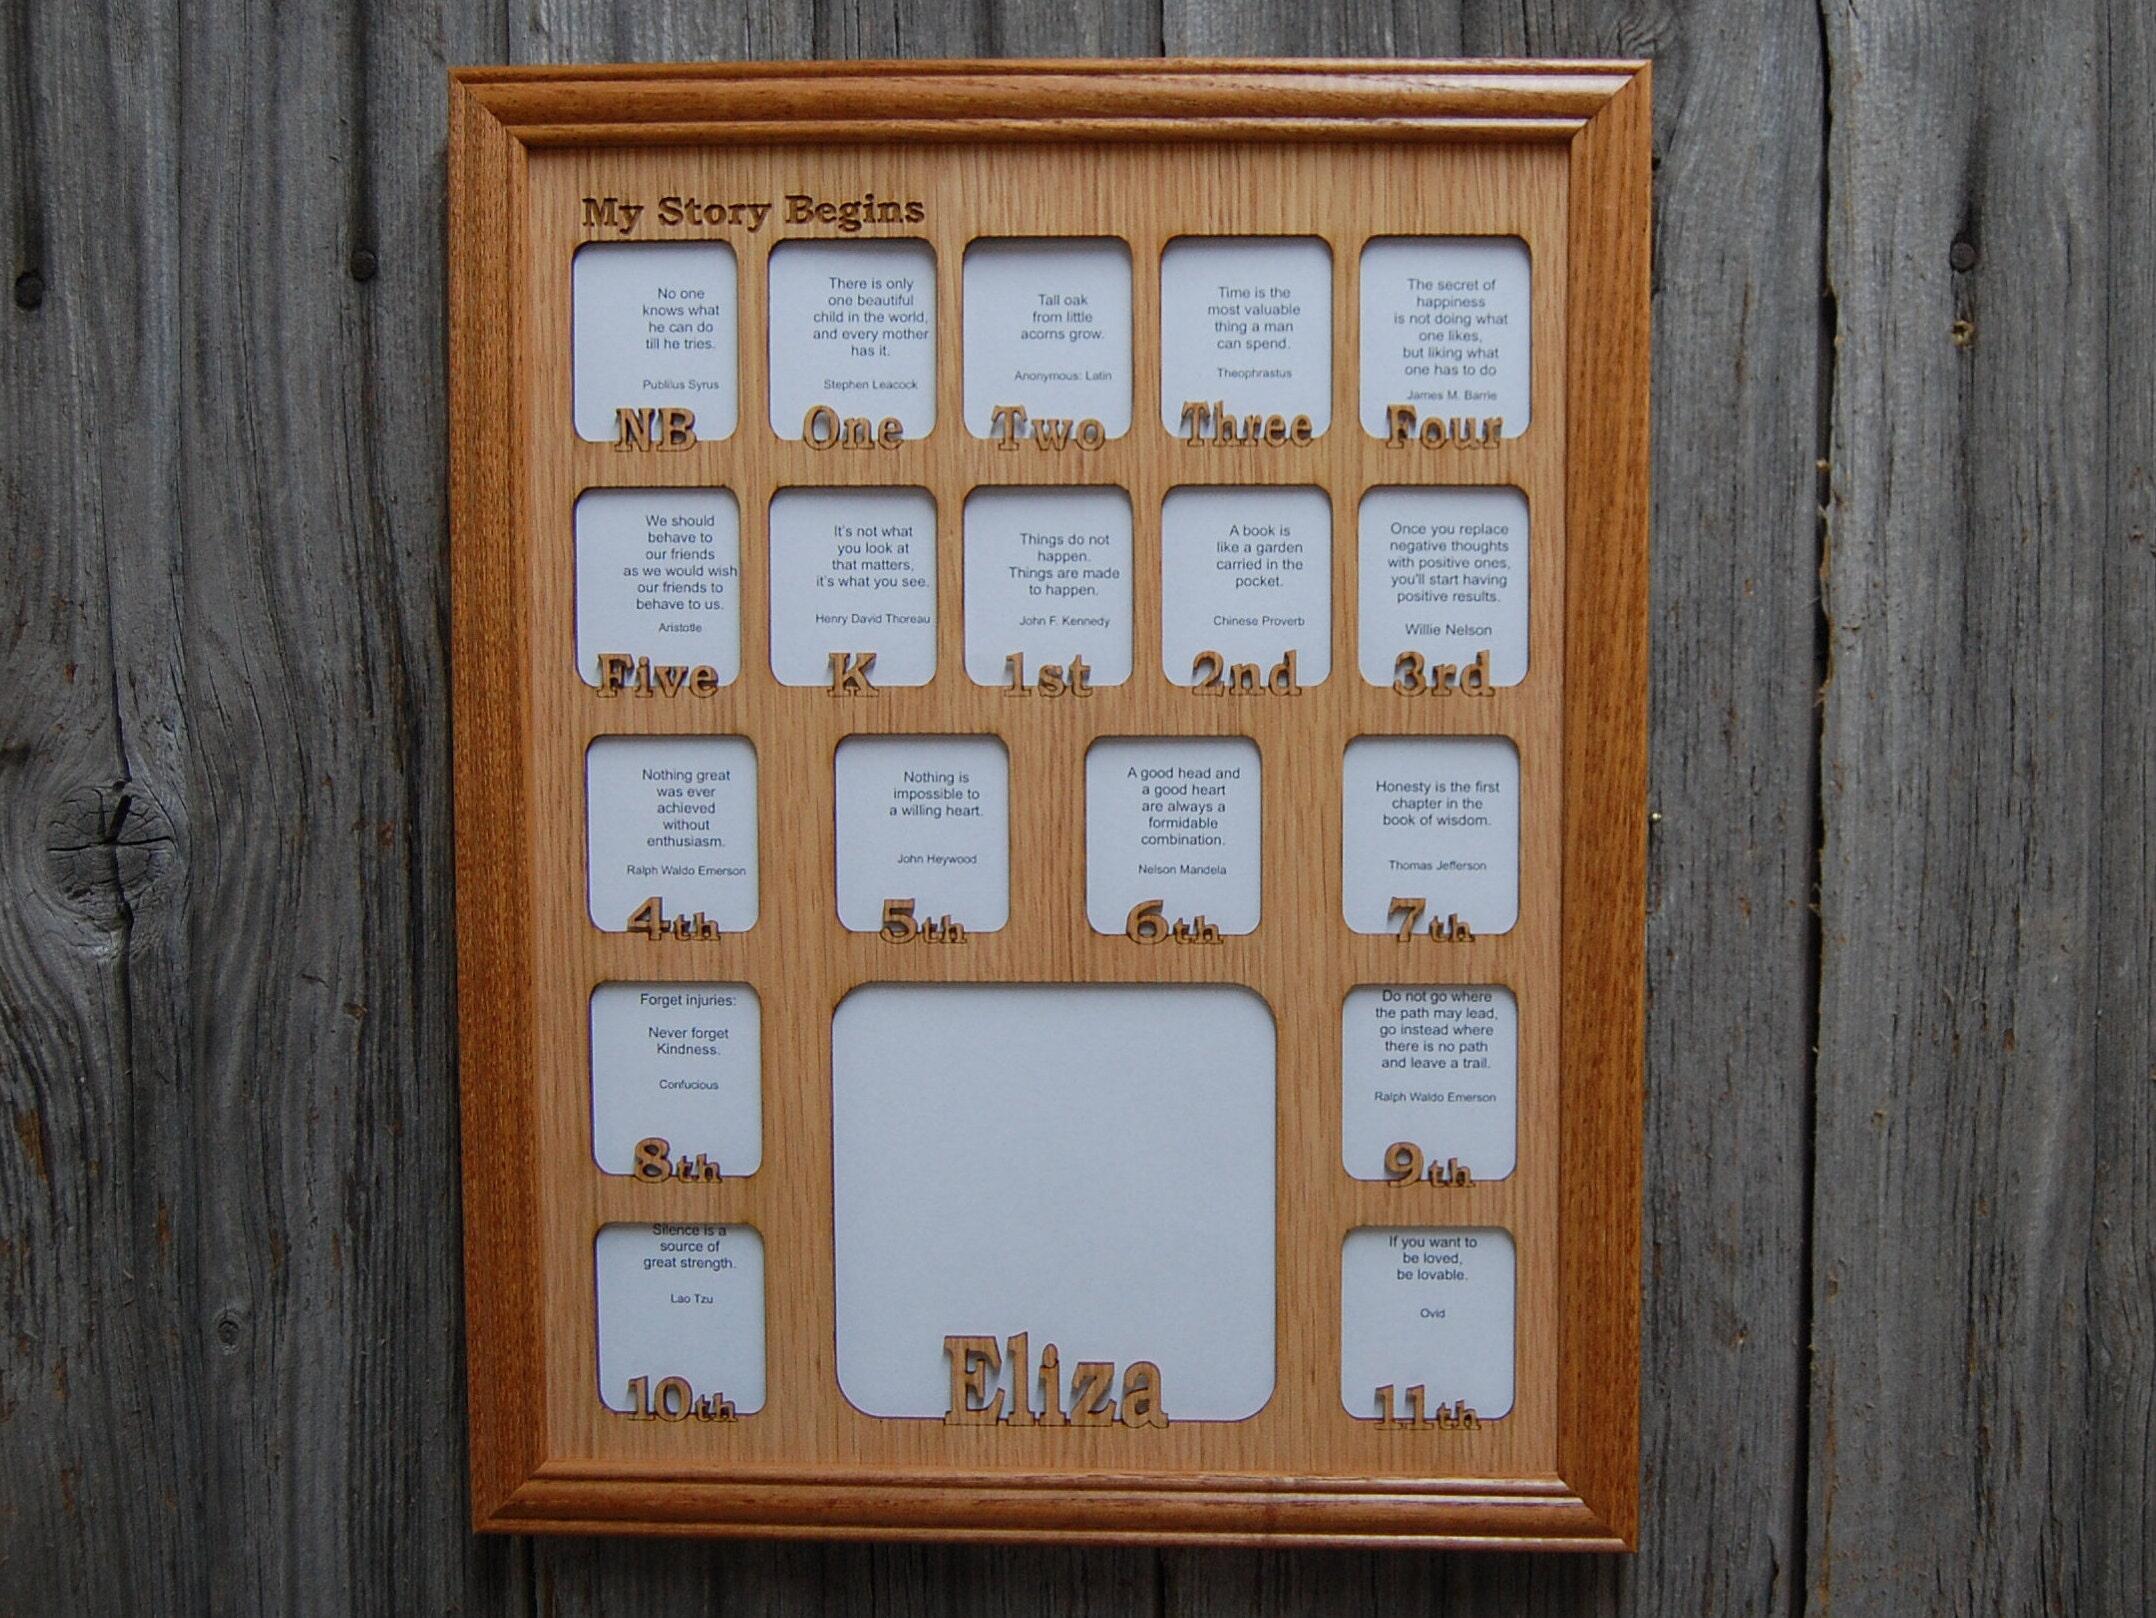 My Story Begins
No one
knows what
he can do
till he tries.
Publilus Syrus
NB
There is only
one beautiful
child in the world,
and every mother
has it.
Stephen Leacock
One
Tall oak
from little
acorns grow.
Anonymous: Latin
Two
Time is the
most valuable
thing a man
can spend.
Theophrastus
Three
The secret of
happiness
is not doing what
one likes,
but liking what
one has to do
James M. Barrie
Four
We should
behave to
our friends
as we would wish
our friends to
behave to us.
Aristotle
Five
It's not what
you look at
that matters,
it's what you see.
Henry David Thoreau
K
Things do not
happen.
Things are made
to happen.
John F. Kennedy
1st
A book is
like a garden
carried in the
pocket.
Chinese Proverb
2nd
Once you replace
negative thoughts
with positive ones,
you'll start having
positive results.
Willie Nelson
3rd
Nothing great
was ever
achieved
without
enthusiasm.
Ralph Waldo Emerson
4th
Nothing is
impossible to
a willing heart.
John Heywood
5th
A good head and
a good heart
are always a
formidable
combination.
Nelson Mandela
6th
Honesty is the first
chapter in the
book of wisdom.
Thomas Jefferson
7th
Forget injuries:
Never forget
Kindness.
Confucious
8th
Do not go where
the path may lead,
go instead where
there is no path
and leave a trail.
Ralph Waldo Emerson
9th
Silence is a
source of
great strength.
Lao Tzu
10th
Eliza
If you want to
be loved,
be lovable.
Ovid
11th